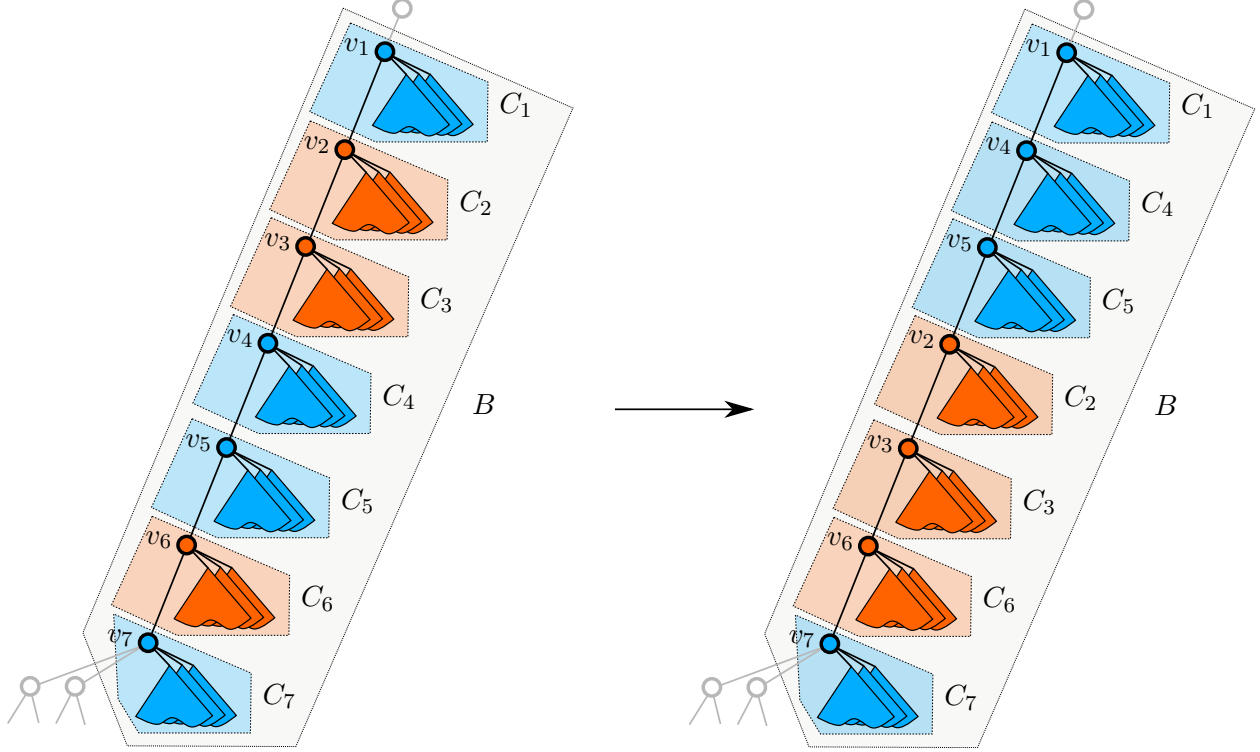 v₁ C₁
v₂ C₂
v₃ C₃
v₄ C₄
B
v₅ C₅
v₆ C₆
v₇ C₇
v₁ C₁
v₄ C₄
v₅ C₅
v₂ C₂
B
v₃ C₃
v₆ C₆
v₇ C₇